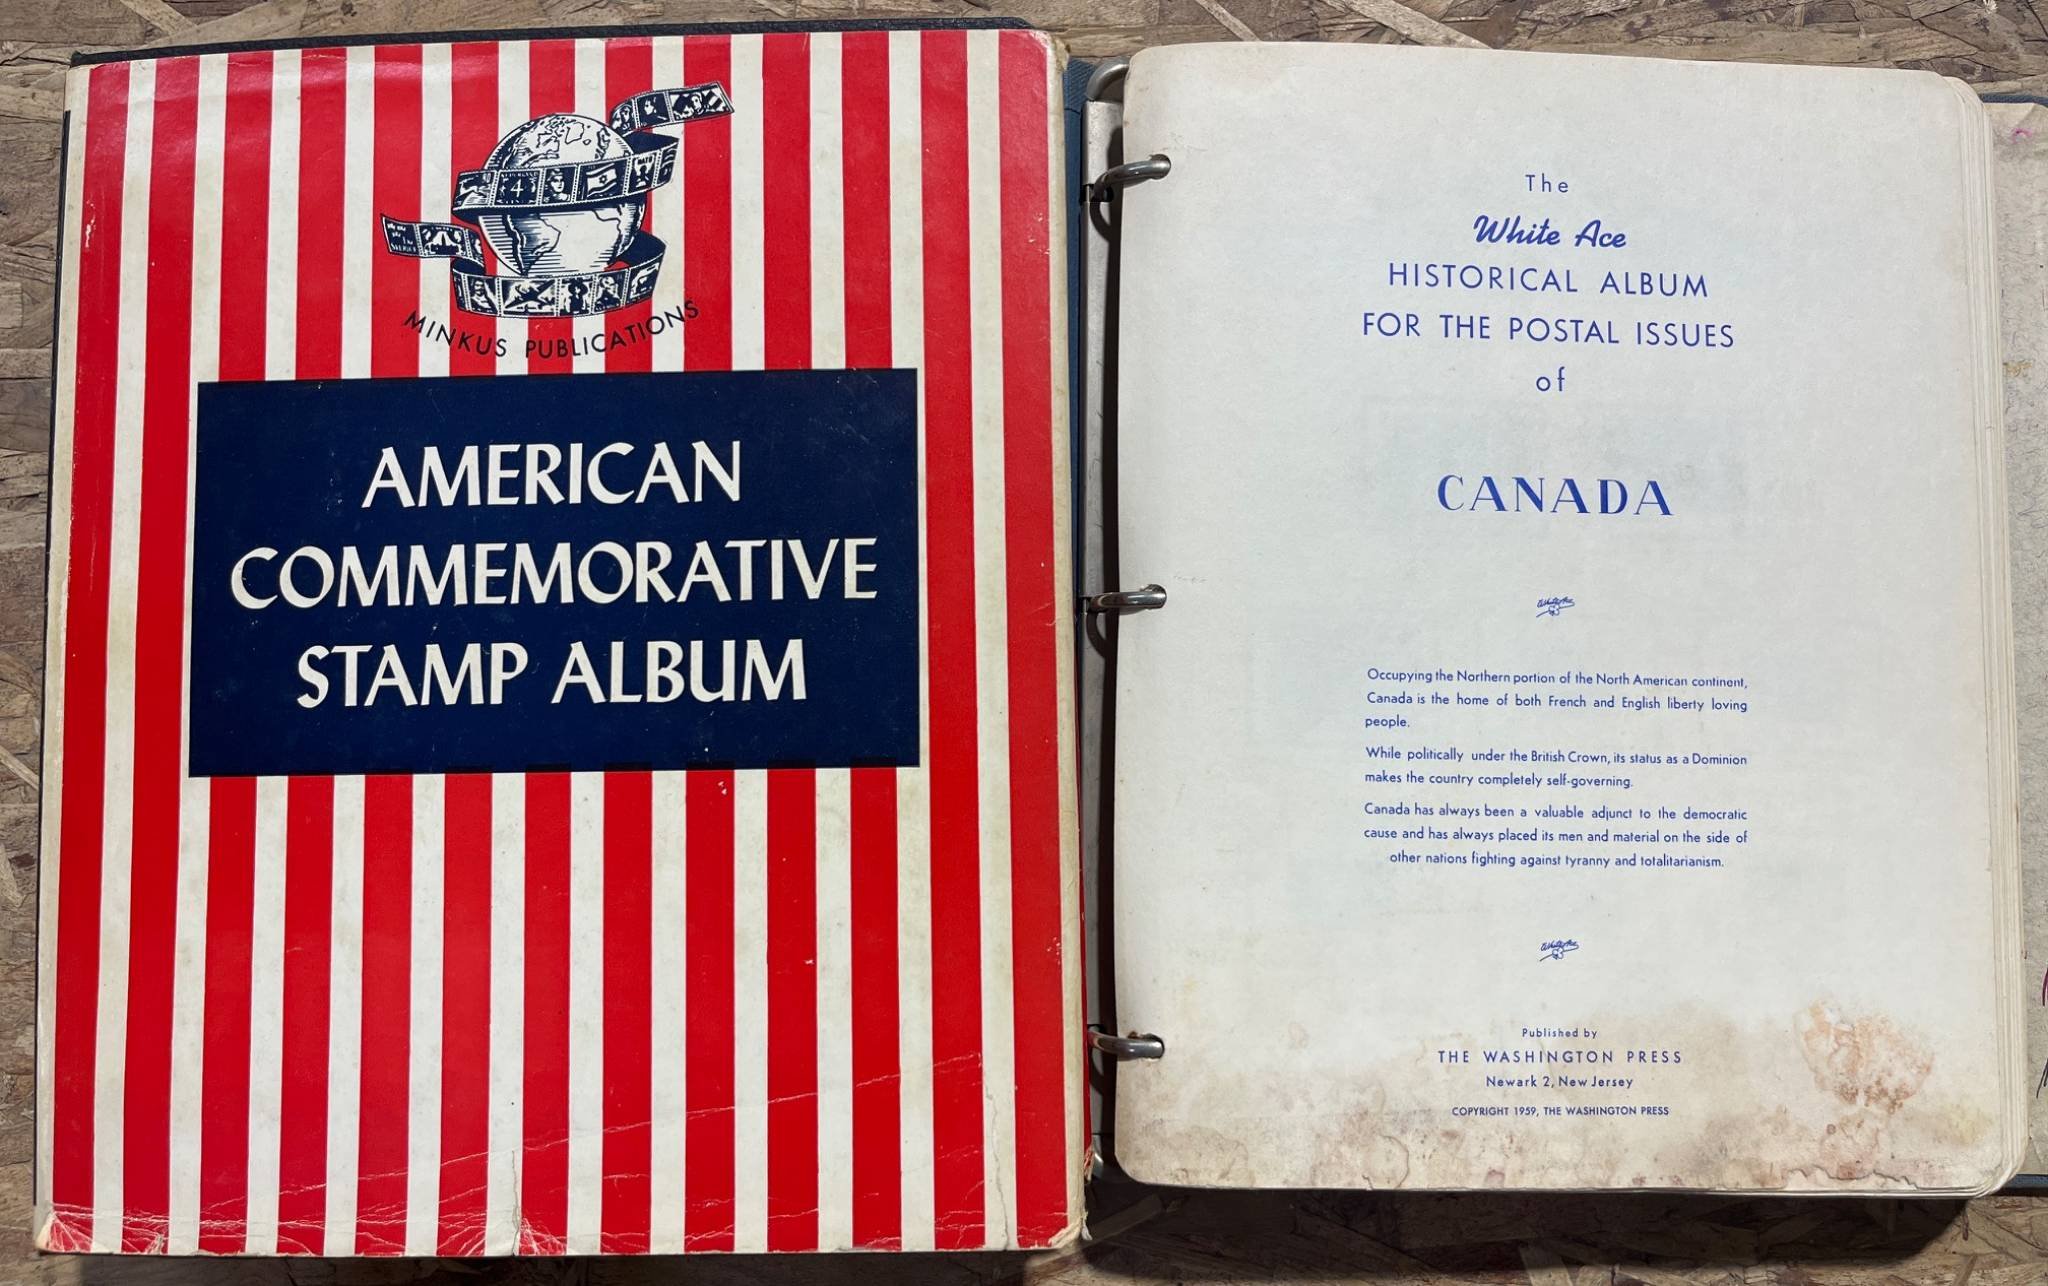 MINKUS PUBLICATIONS
AMERICAN
COMMEMORATIVE
STAMP ALBUM
The
White Ace
HISTORICAL ALBUM
FOR THE POSTAL ISSUES
of
CANADA
White Ace
Occupying the Northern portion of the North American continent,
Canada is the home of both French and English liberty loving
people.
While politically under the British Crown, its status as a Dominion
makes the country completely self-governing.
Canada has always been a valuable adjunct to the democratic
cause and has always placed its men and material on the side of
other nations fighting against tyranny and totalitarianism.
White Ace
Published by
THE WASHINGTON PRESS
Newark 2, New Jersey
COPYRIGHT 1959, THE WASHINGTON PRESS